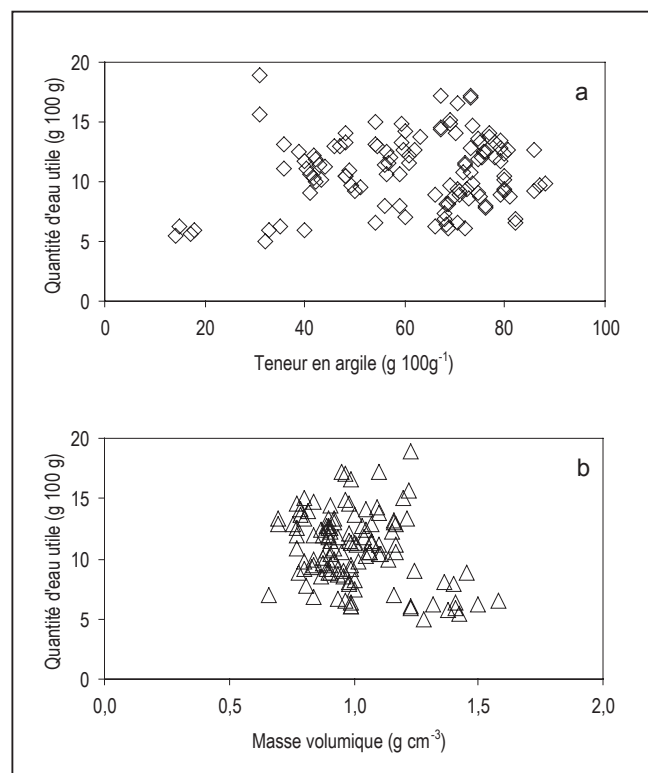 20
a
15
10
5
0
Quantité d'eau utile (g 100 g)
0 20 40 60 80 100
Teneur en argile (g 100g⁻¹)
20
b
15
10
5
0
Quantité d'eau utile (g 100 g)
0,0 0,5 1,0 1,5 2,0
Masse volumique (g cm⁻³)